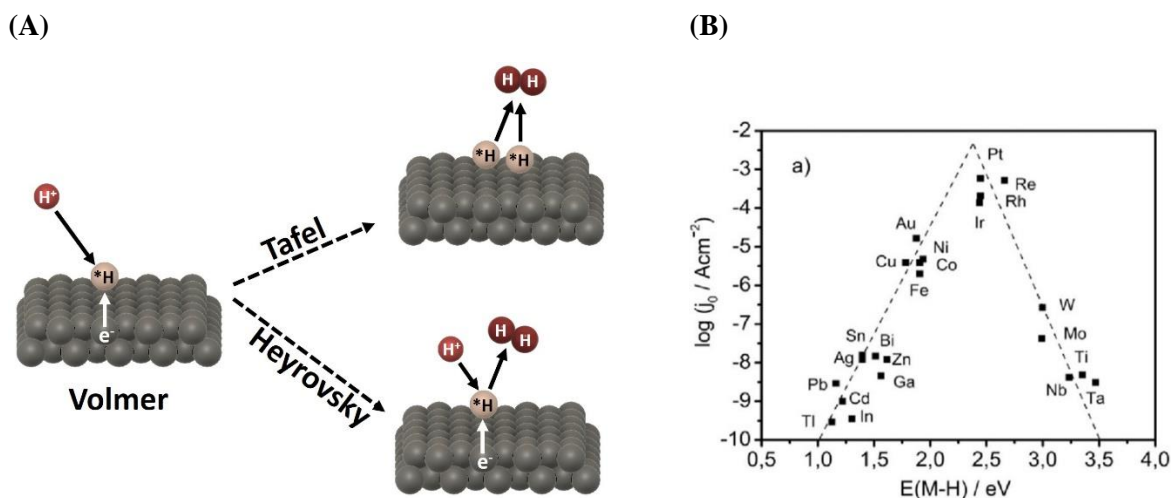 (A)
(B)
H H
*H *H
H+
Tafel
*H
e-
Volmer
Heyrovsky
H+
H H
*H
e-
a)
log (j₀ / Acm⁻²)
-2
-3
-4
-5
-6
-7
-8
-9
-10
Pt
Re
Rh
Ir
Au
Ni
Cu
Co
Fe
W
Mo
Sn
Bi
Ti
Ag
Zn
Pb
Ga
Nb
Ta
Cd
Tl
In
0,5 1,0 1,5 2,0 2,5 3,0 3,5 4,0
E(M-H) / eV